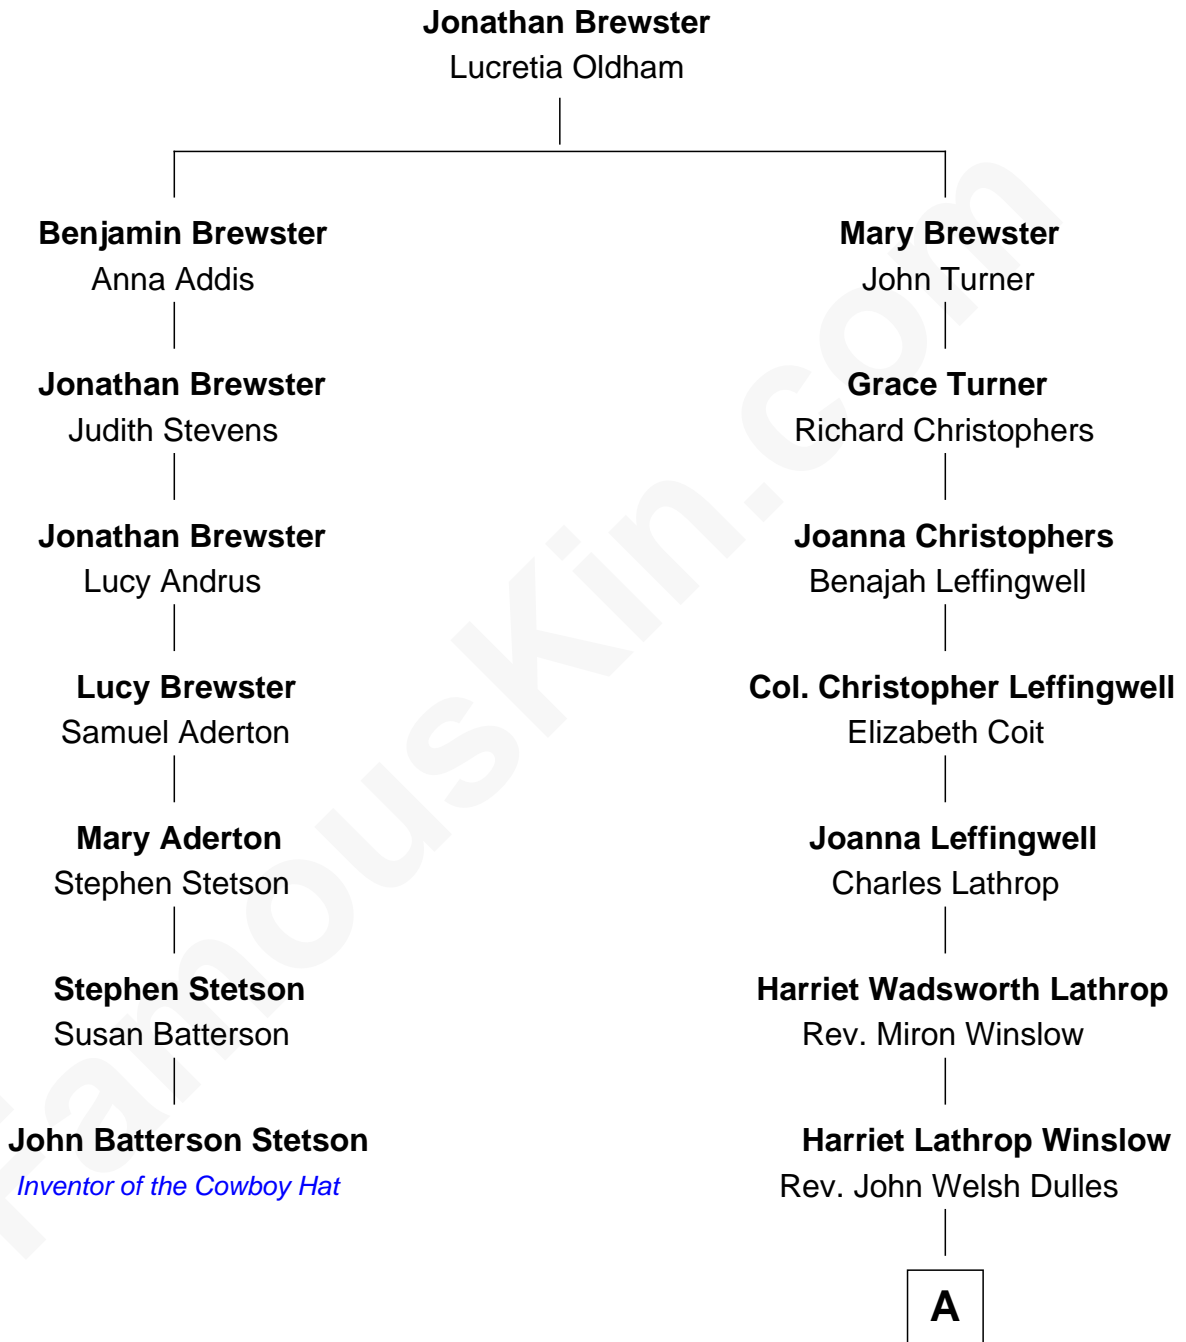 Jonathan Brewster
Lucretia Oldham
Benjamin Brewster
Anna Addis
Jonathan Brewster
Judith Stevens
Jonathan Brewster
Lucy Andrus
Lucy Brewster
Samuel Aderton
Mary Aderton
Stephen Stetson
Stephen Stetson
Susan Batterson
John Batterson Stetson
Inventor of the Cowboy Hat
Mary Brewster
John Turner
Grace Turner
Richard Christophers
Joanna Christophers
Benajah Leffingwell
Col. Christopher Leffingwell
Elizabeth Coit
Joanna Leffingwell
Charles Lathrop
Harriet Wadsworth Lathrop
Rev. Miron Winslow
Harriet Lathrop Winslow
Rev. John Welsh Dulles
A
FamousKin.com